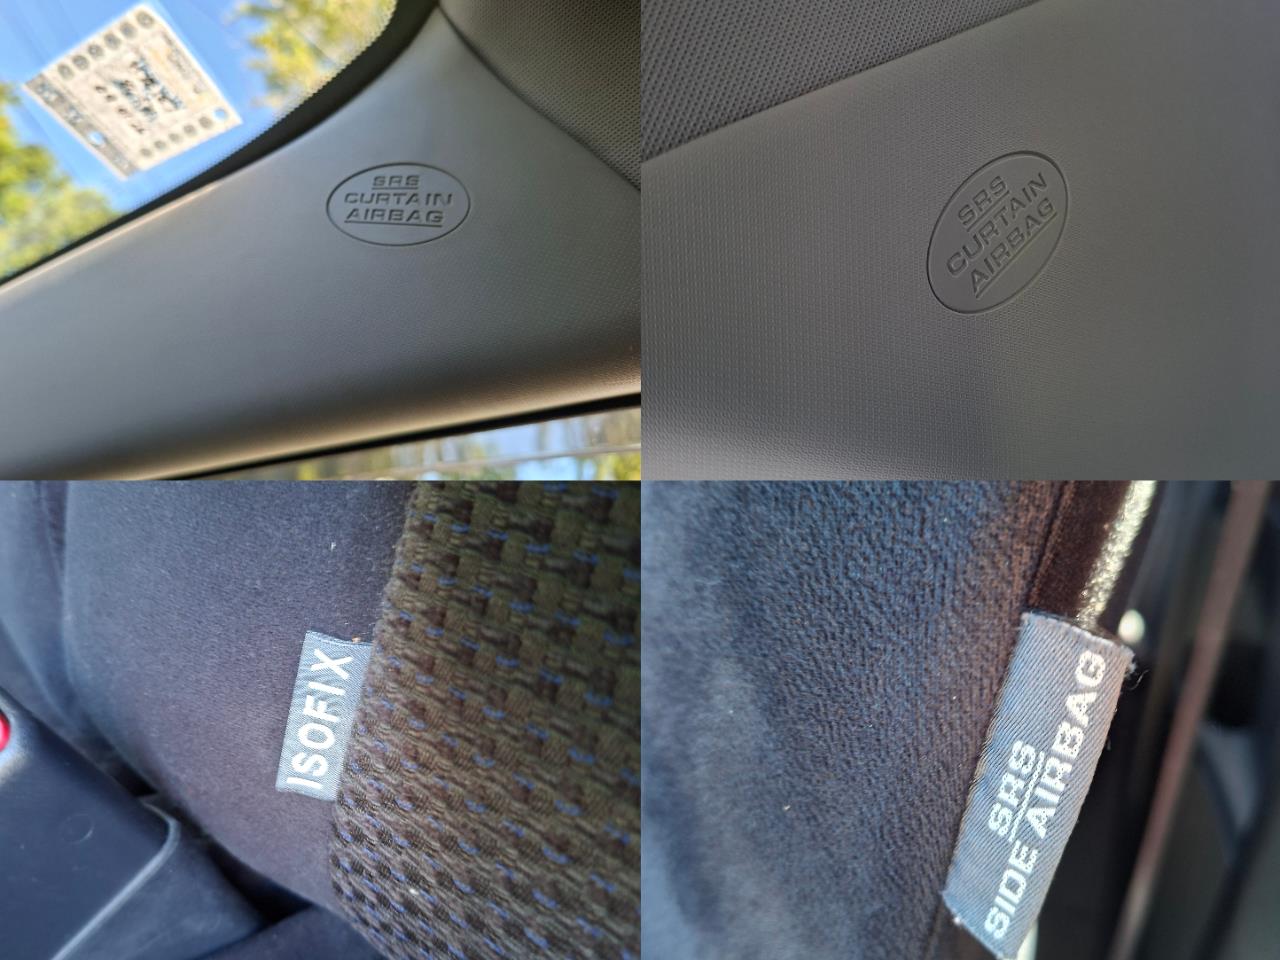 SRS
CURTAIN
AIRBAG
SRS
CURTAIN
AIRBAG
ISOFIX
SRS
SIDE AIRBAG